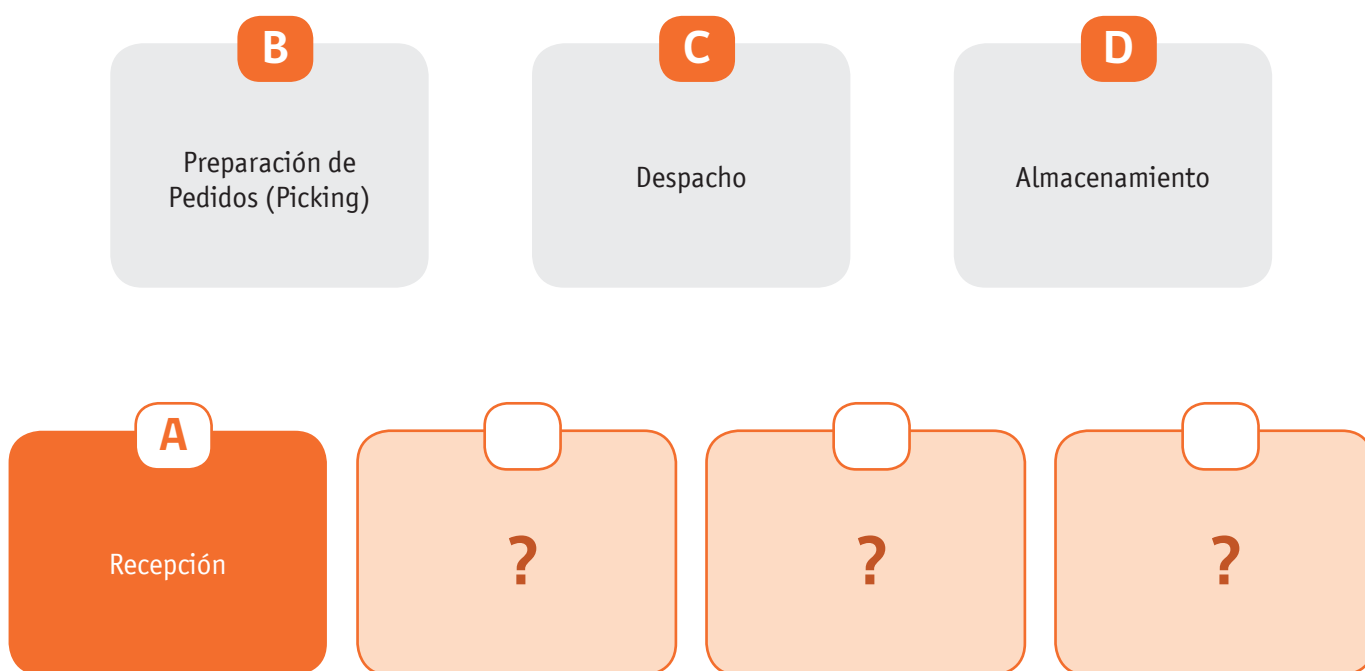 B
Preparación de
Pedidos (Picking)
C
Despacho
D
Almacenamiento
A
Recepción
?
?
?